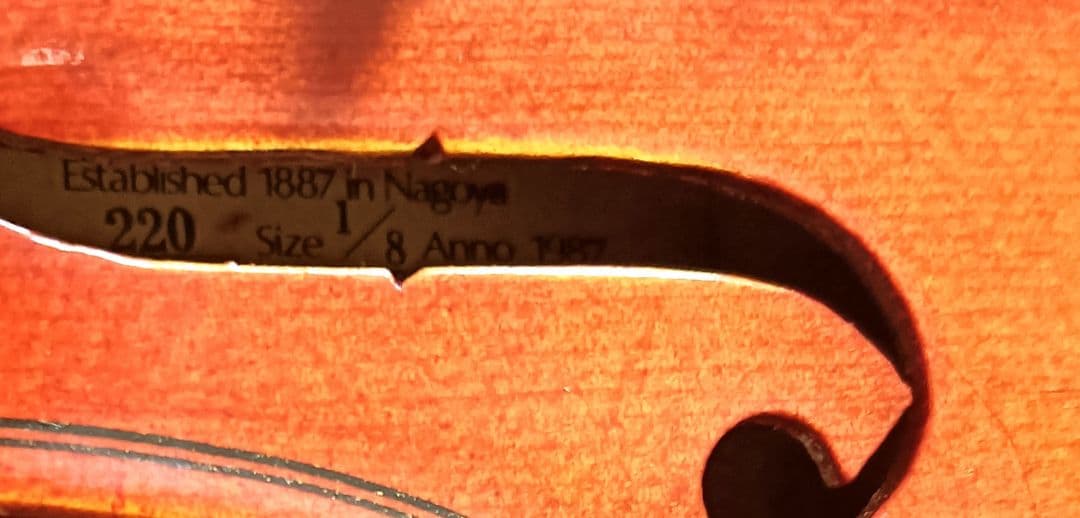 Established 1887 in Nagoya
220 Size 1/8 Anno 1987